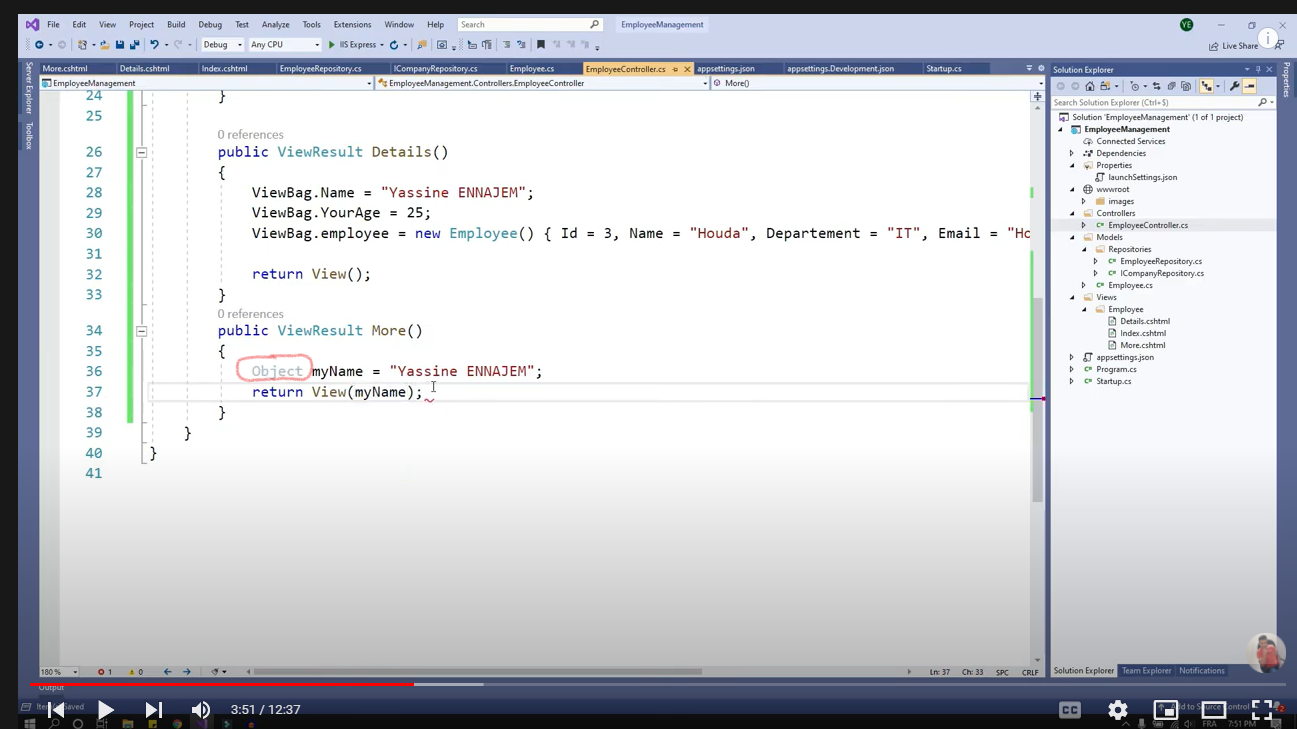 File Edit View Project Build Debug Test Analyze Tools Extensions Window Help Search EmployeeManagement YE
Debug Any CPU IIS Express Live Share
More.cshtml Details.cshtml Index.cshtml EmployeeRepository.cs ICompanyRepository.cs Employee.cs EmployeeController.cs appsettings.json appsettings.Development.json Startup.cs
EmployeeManagement EmployeeManagement.Controllers.EmployeeController More()
Server Explorer
Toolbox
24 }
25
0 references
26 public ViewResult Details()
27 {
28 ViewBag.Name = "Yassine ENNAJEM";
29 ViewBag.YourAge = 25;
30 ViewBag.employee = new Employee() { Id = 3, Name = "Houda", Departement = "IT", Email = "Ho
31
32 return View();
33 }
0 references
34 public ViewResult More()
35 {
36 Object myName = "Yassine ENNAJEM";
37 return View(myName);
38 }
39 }
40 }
41
180 % 1 0 Ln: 37 Ch: 33 SPC CRLF
Output
Solution Explorer
Search Solution Explorer (Ctrl+$)
Solution 'EmployeeManagement' (1 of 1 project)
EmployeeManagement
Connected Services
Dependencies
Properties
launchSettings.json
wwwroot
images
Controllers
EmployeeController.cs
Models
Repositories
EmployeeRepository.cs
ICompanyRepository.cs
Employee.cs
Views
Employee
Details.cshtml
Index.cshtml
More.cshtml
appsettings.json
Program.cs
Startup.cs
Solution Explorer Team Explorer Notifications
Properties
3:51 / 12:37
CC
Add to Source Control
FR 7:51 PM